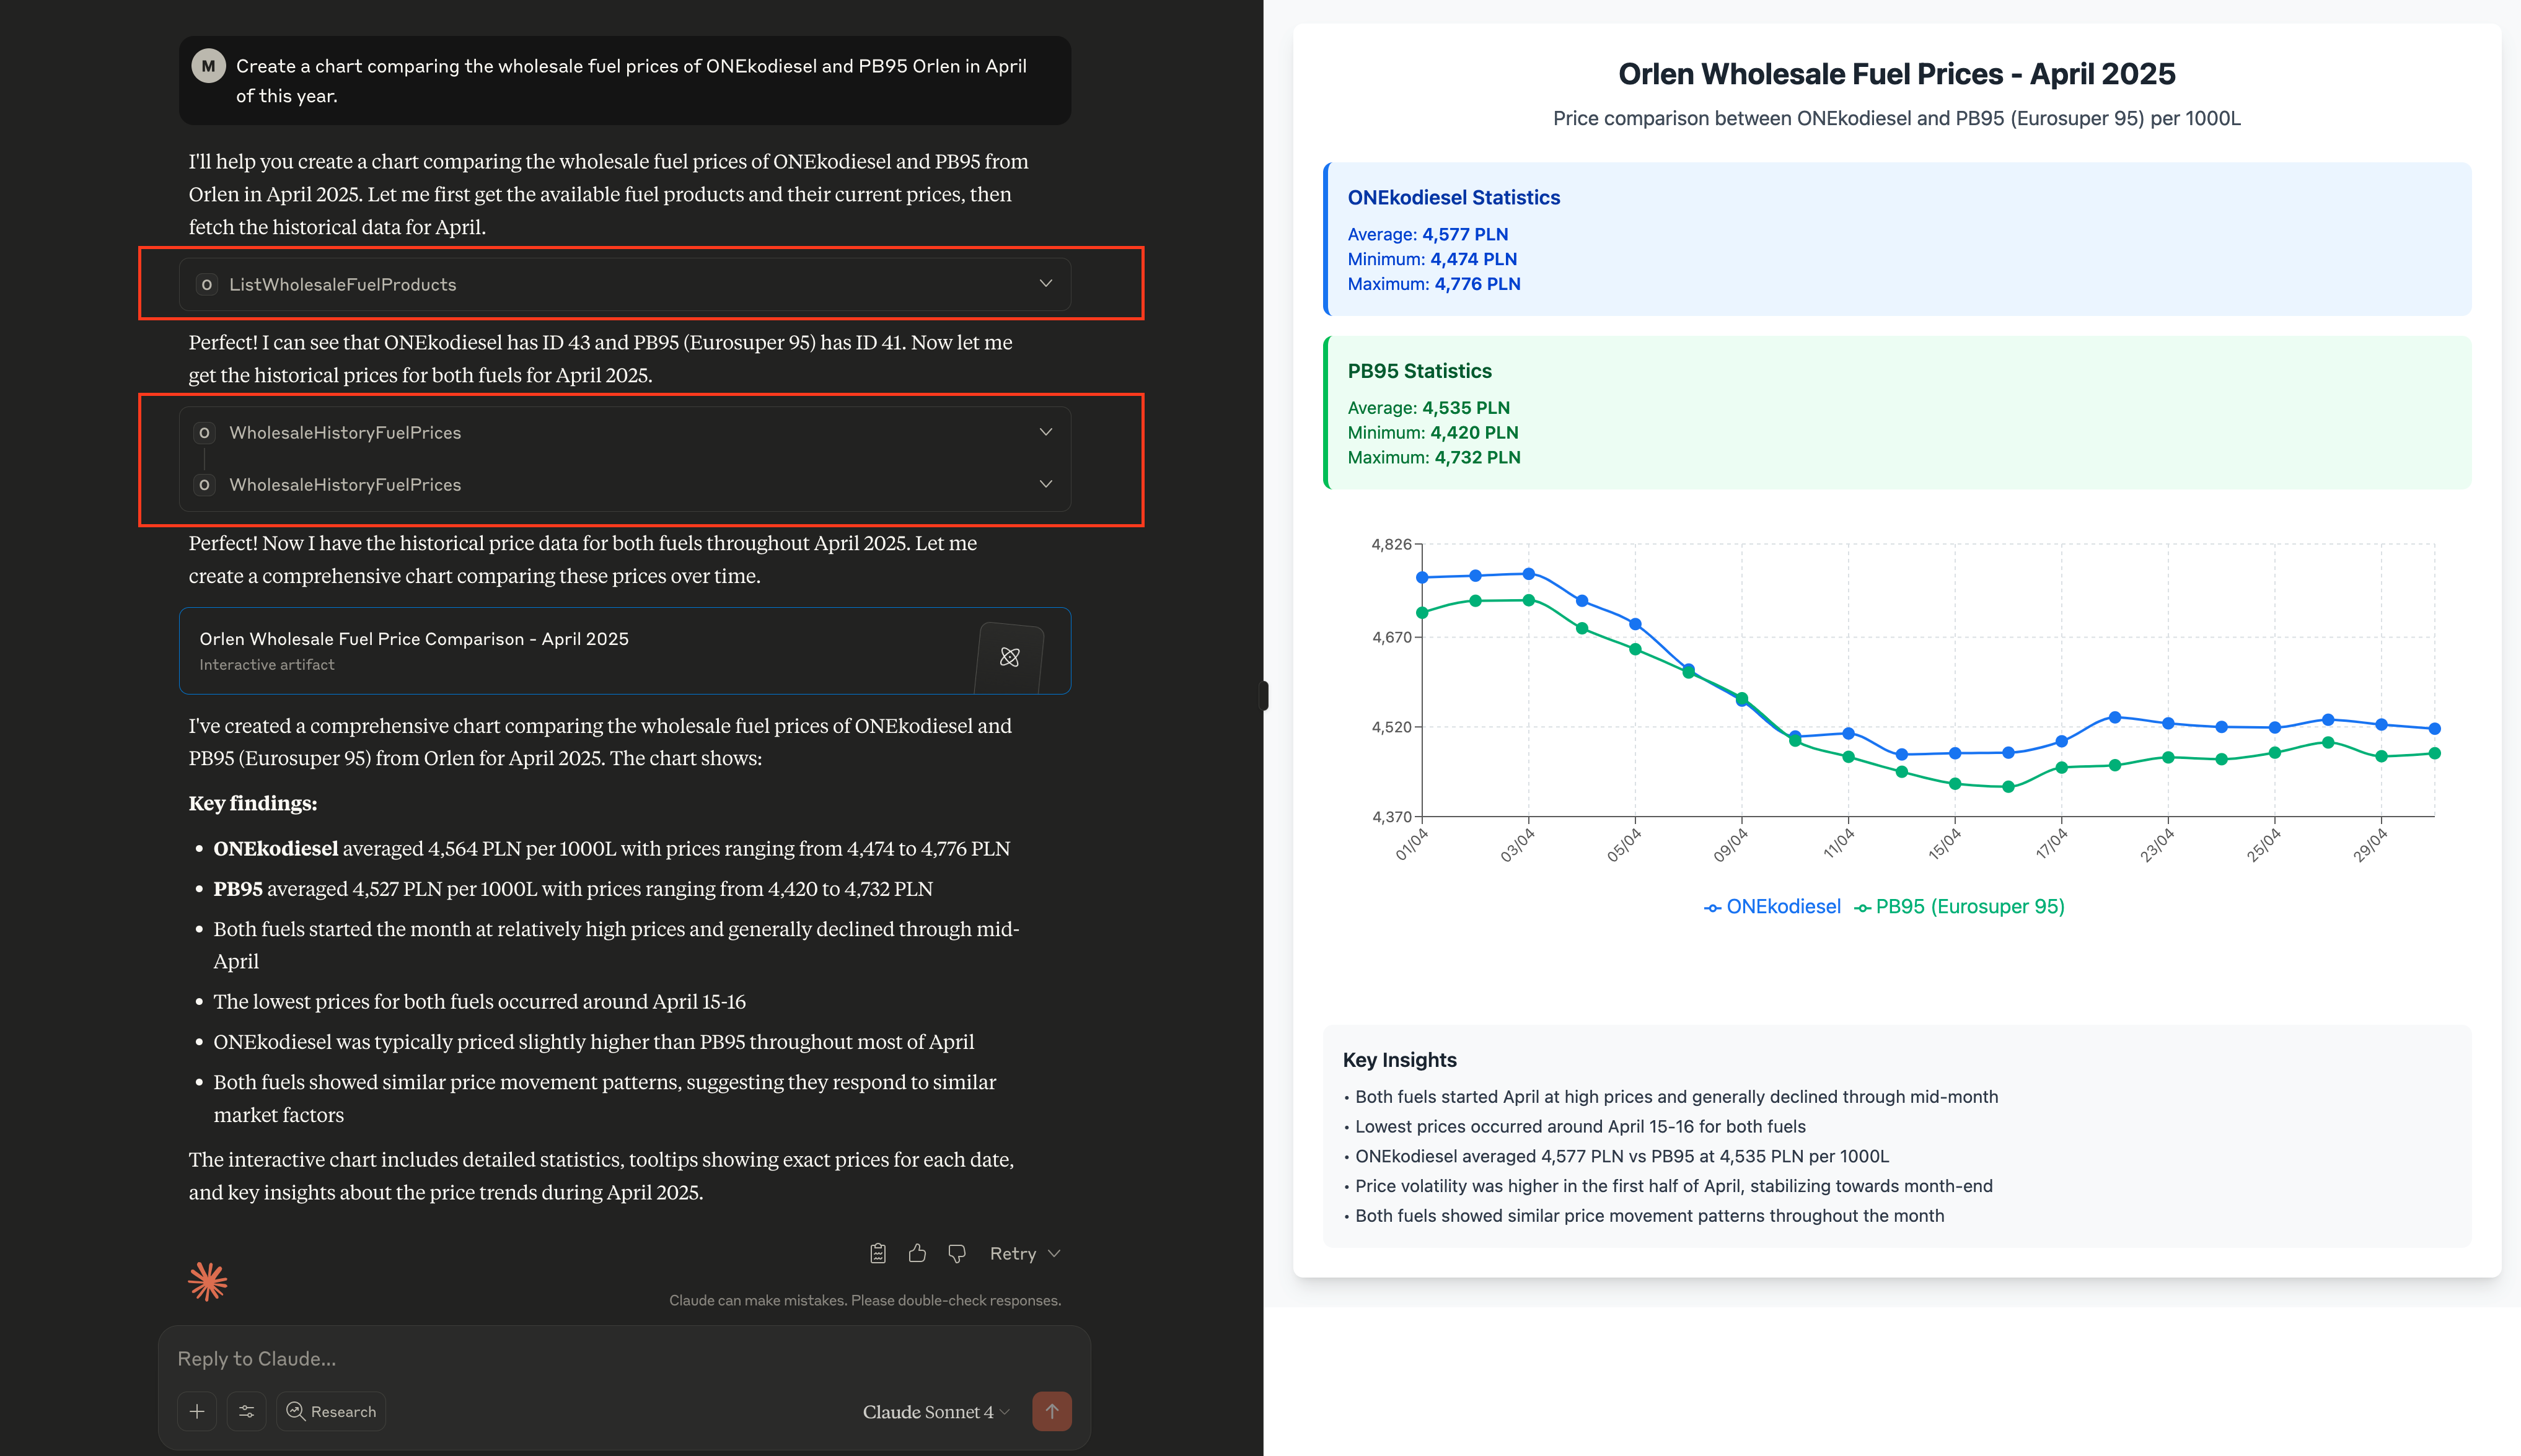 M
Create a chart comparing the wholesale fuel prices of ONEkodiesel and PB95 Orlen in April
of this year.
I'll help you create a chart comparing the wholesale fuel prices of ONEkodiesel and PB95 from
Orlen in April 2025. Let me first get the available fuel products and their current prices, then
fetch the historical data for April.
O ListWholesaleFuelProducts
Perfect! I can see that ONEkodiesel has ID 43 and PB95 (Eurosuper 95) has ID 41. Now let me
get the historical prices for both fuels for April 2025.
O WholesaleHistoryFuelPrices
O WholesaleHistoryFuelPrices
Perfect! Now I have the historical price data for both fuels throughout April 2025. Let me
create a comprehensive chart comparing these prices over time.
Orlen Wholesale Fuel Price Comparison - April 2025
Interactive artifact
I've created a comprehensive chart comparing the wholesale fuel prices of ONEkodiesel and
PB95 (Eurosuper 95) from Orlen for April 2025. The chart shows:
Key findings:
• ONEkodiesel averaged 4,564 PLN per 1000L with prices ranging from 4,474 to 4,776 PLN
• PB95 averaged 4,527 PLN per 1000L with prices ranging from 4,420 to 4,732 PLN
• Both fuels started the month at relatively high prices and generally declined through mid-
April
• The lowest prices for both fuels occurred around April 15-16
• ONEkodiesel was typically priced slightly higher than PB95 throughout most of April
• Both fuels showed similar price movement patterns, suggesting they respond to similar
market factors
The interactive chart includes detailed statistics, tooltips showing exact prices for each date,
and key insights about the price trends during April 2025.
Retry
Claude can make mistakes. Please double-check responses.
Reply to Claude...
Research
Claude Sonnet 4
Orlen Wholesale Fuel Prices - April 2025
Price comparison between ONEkodiesel and PB95 (Eurosuper 95) per 1000L
ONEkodiesel Statistics
Average: 4,577 PLN
Minimum: 4,474 PLN
Maximum: 4,776 PLN
PB95 Statistics
Average: 4,535 PLN
Minimum: 4,420 PLN
Maximum: 4,732 PLN
4,826
4,670
4,520
4,370
01/04 03/04 05/04 09/04 11/04 15/04 17/04 23/04 25/04 29/04
ONEkodiesel PB95 (Eurosuper 95)
Key Insights
• Both fuels started April at high prices and generally declined through mid-month
• Lowest prices occurred around April 15-16 for both fuels
• ONEkodiesel averaged 4,577 PLN vs PB95 at 4,535 PLN per 1000L
• Price volatility was higher in the first half of April, stabilizing towards month-end
• Both fuels showed similar price movement patterns throughout the month